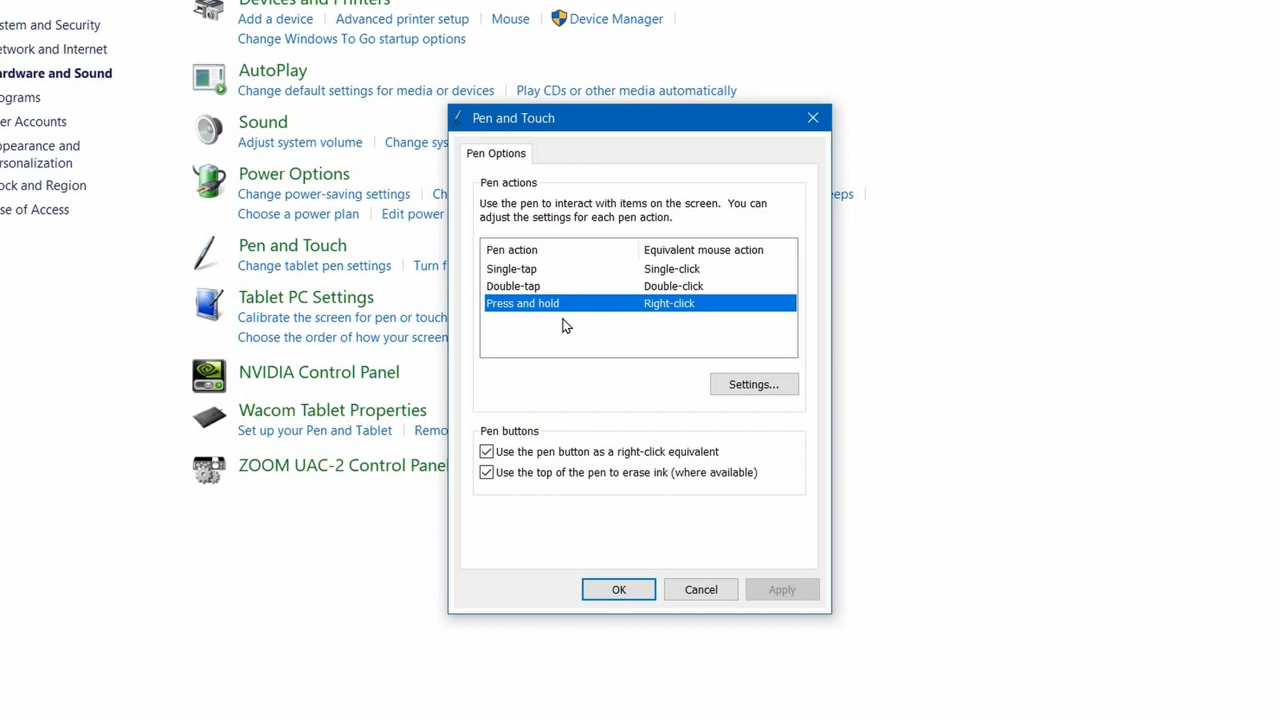 Devices and Printers
Add a device Advanced printer setup Mouse Device Manager
Change Windows To Go startup options
AutoPlay
Change default settings for media or devices Play CDs or other media automatically
Sound
Adjust system volume Change sys
Power Options
Change power-saving settings Ch eeps
Choose a power plan Edit power
Pen and Touch
Change tablet pen settings Turn f
Tablet PC Settings
Calibrate the screen for pen or touch
Choose the order of how your screen
NVIDIA Control Panel
Wacom Tablet Properties
Set up your Pen and Tablet Remo
ZOOM UAC-2 Control Pane
stem and Security
etwork and Internet
ardware and Sound
ograms
er Accounts
ppearance and
rsonalization
ock and Region
se of Access
Pen and Touch
Pen Options
Pen actions
Use the pen to interact with items on the screen. You can
adjust the settings for each pen action.
Pen action Equivalent mouse action
Single-tap Single-click
Double-tap Double-click
Press and hold Right-click
Settings...
Pen buttons
Use the pen button as a right-click equivalent
Use the top of the pen to erase ink (where available)
OK Cancel Apply